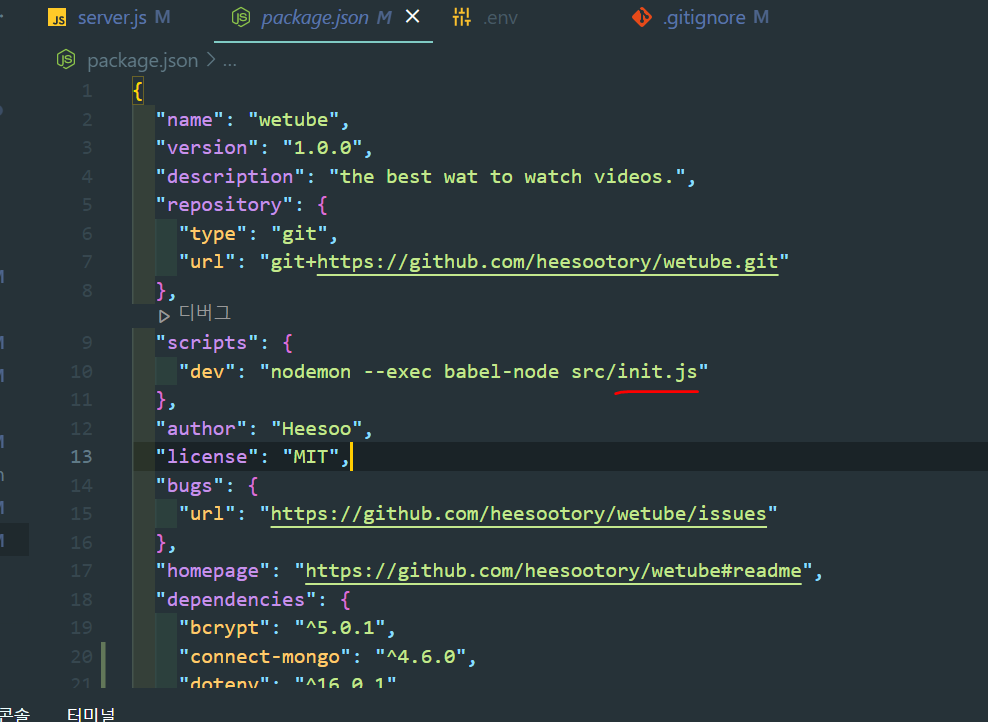 JS server.js M
package.json M
.env
.gitignore M
package.json > ...
1 {
2 "name": "wetube",
3 "version": "1.0.0",
4 "description": "the best wat to watch videos.",
5 "repository": {
6 "type": "git",
7 "url": "git+https://github.com/heesootory/wetube.git"
8 },
디버그
9 "scripts": {
10 "dev": "nodemon --exec babel-node src/init.js"
11 },
12 "author": "Heesoo",
13 "license": "MIT",
14 "bugs": {
15 "url": "https://github.com/heesootory/wetube/issues"
16 },
17 "homepage": "https://github.com/heesootory/wetube#readme",
18 "dependencies": {
19 "bcrypt": "^5.0.1",
20 "connect-mongo": "^4.6.0",
21 "dotenv": "^16.0.1"
콘솔 터미널